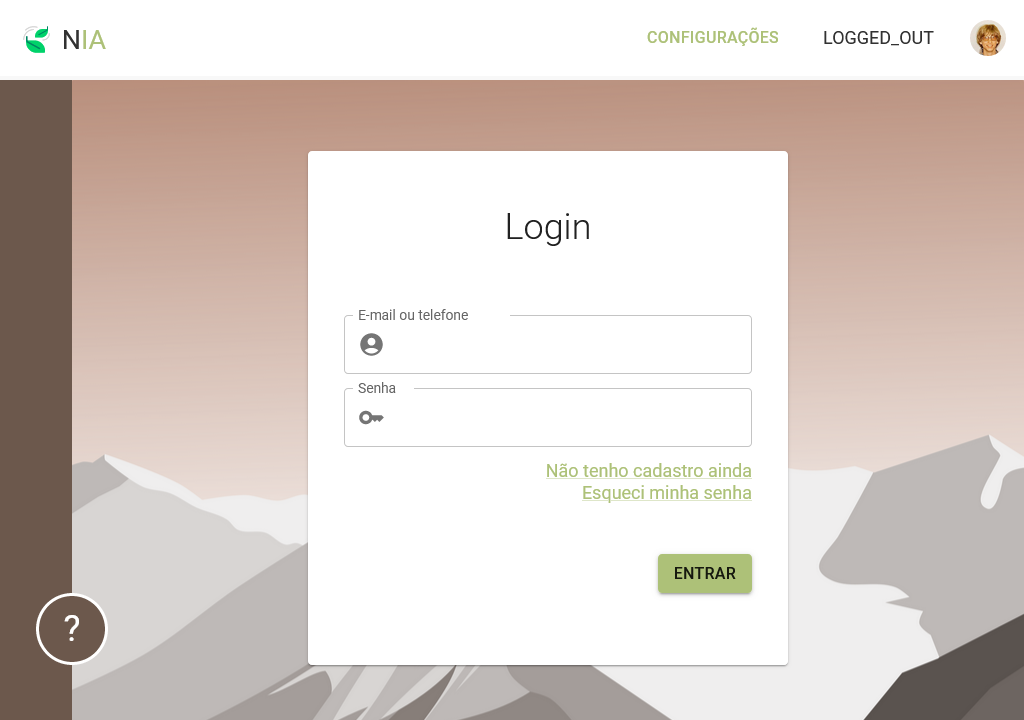 NIA
CONFIGURAÇÕES
LOGGED_OUT
Login
E-mail ou telefone
Senha
Não tenho cadastro ainda
Esqueci minha senha
ENTRAR
?